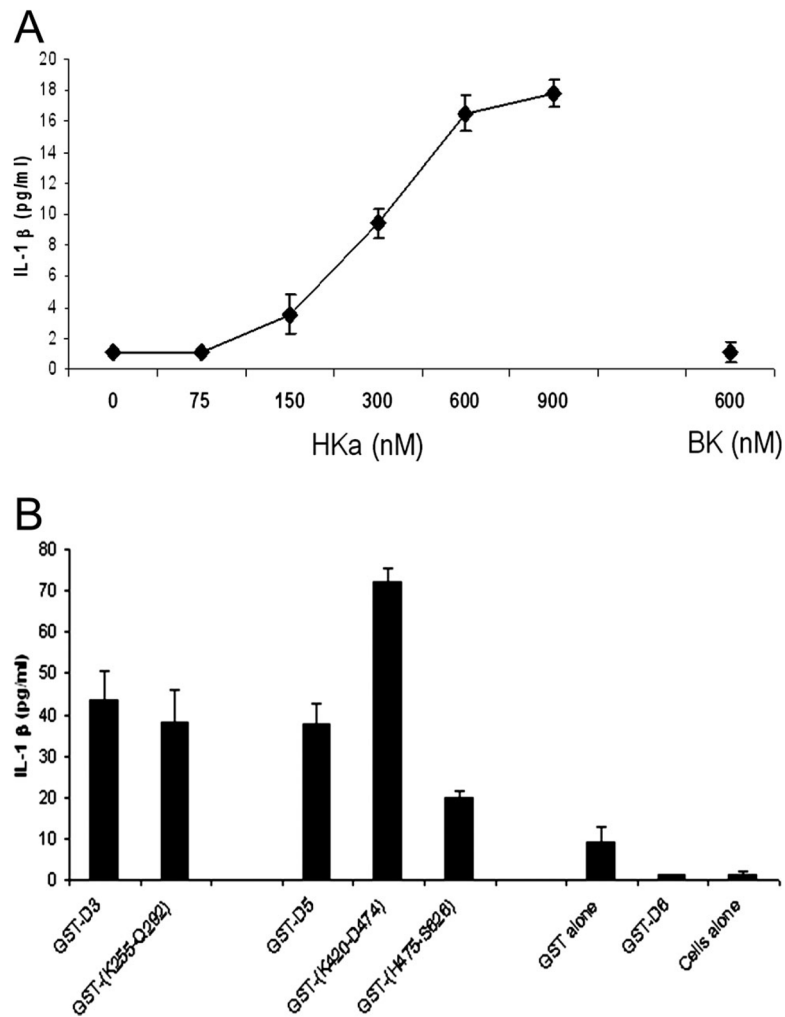 A
20
18
16
14
12
10
8
6
4
2
0
IL-1 β (pg/ml)
0 75 150 300 600 900 600
HKa (nM) BK (nM)
B
80
70
60
50
40
30
20
10
0
IL-1 β (pg/ml)
GST-D3
GST-(K255-Q292)
GST-D5
GST-(K420-D474)
GST-(H475-S626)
GST alone
GST-D6
Cells alone